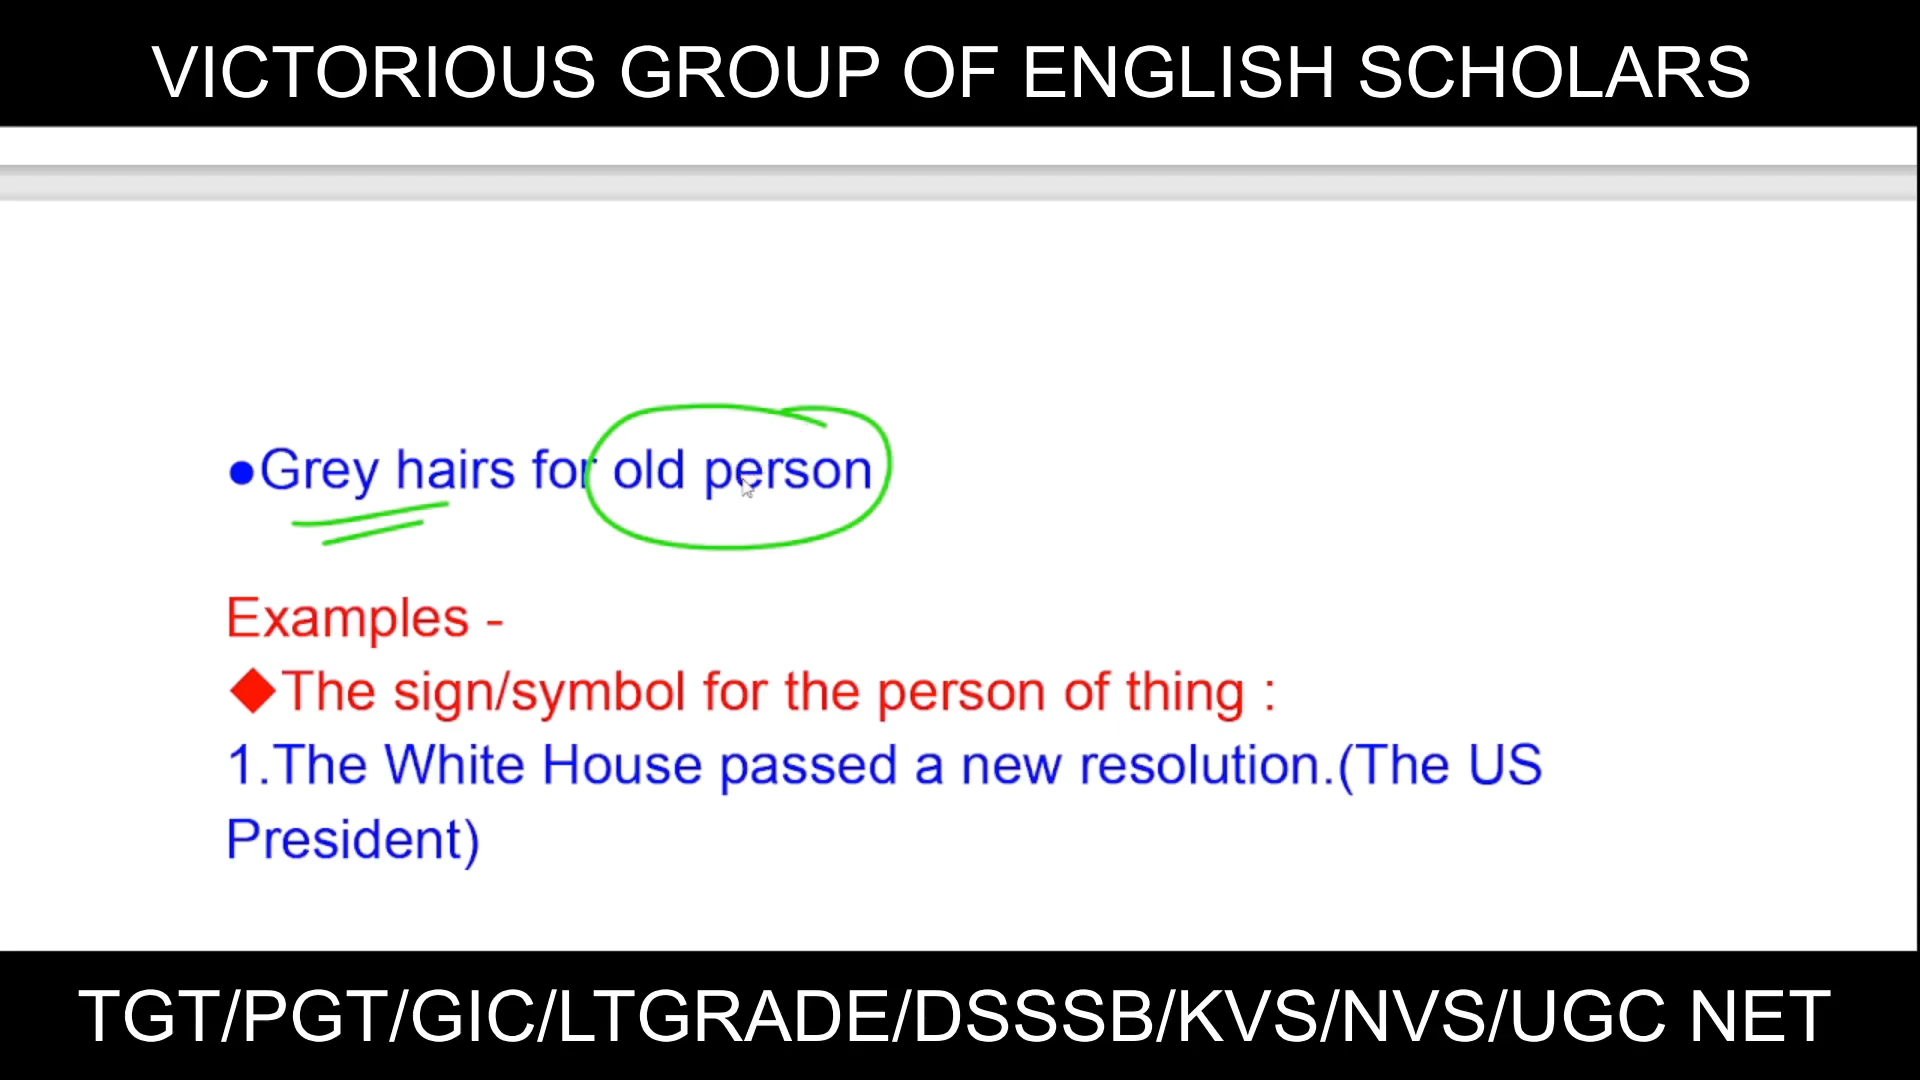 VICTORIOUS GROUP OF ENGLISH SCHOLARS
●Grey hairs for old person
Examples -
◆The sign/symbol for the person of thing :
1.The White House passed a new resolution.(The US
President)
TGT/PGT/GIC/LTGRADE/DSSSB/KVS/NVS/UGC NET